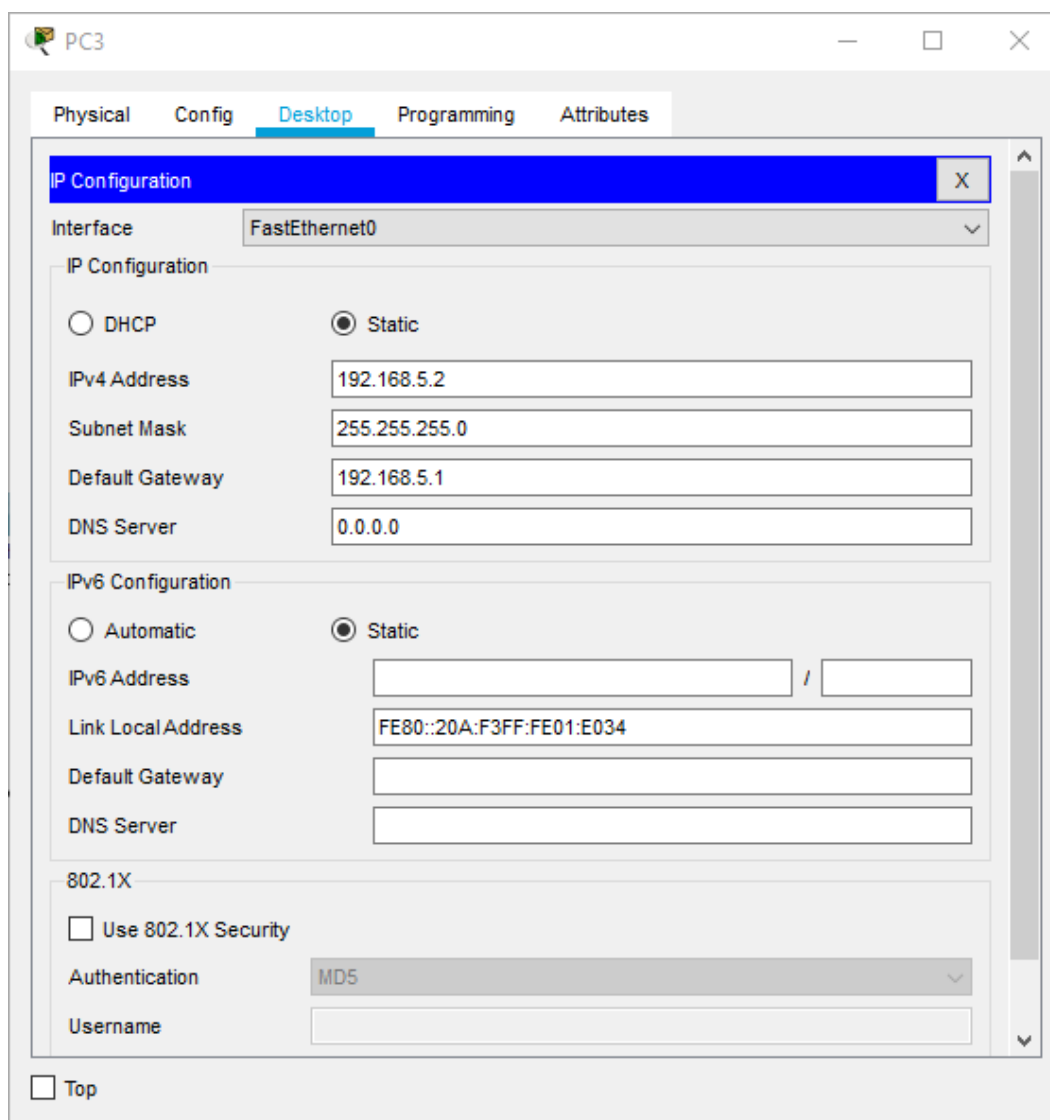 PC3
Physical Config Desktop Programming Attributes
IP Configuration X
Interface FastEthernet0
IP Configuration
DHCP Static
IPv4 Address 192.168.5.2
Subnet Mask 255.255.255.0
Default Gateway 192.168.5.1
DNS Server 0.0.0.0
IPv6 Configuration
Automatic Static
IPv6 Address /
Link Local Address FE80::20A:F3FF:FE01:E034
Default Gateway
DNS Server
802.1X
Use 802.1X Security
Authentication MD5
Username
Top